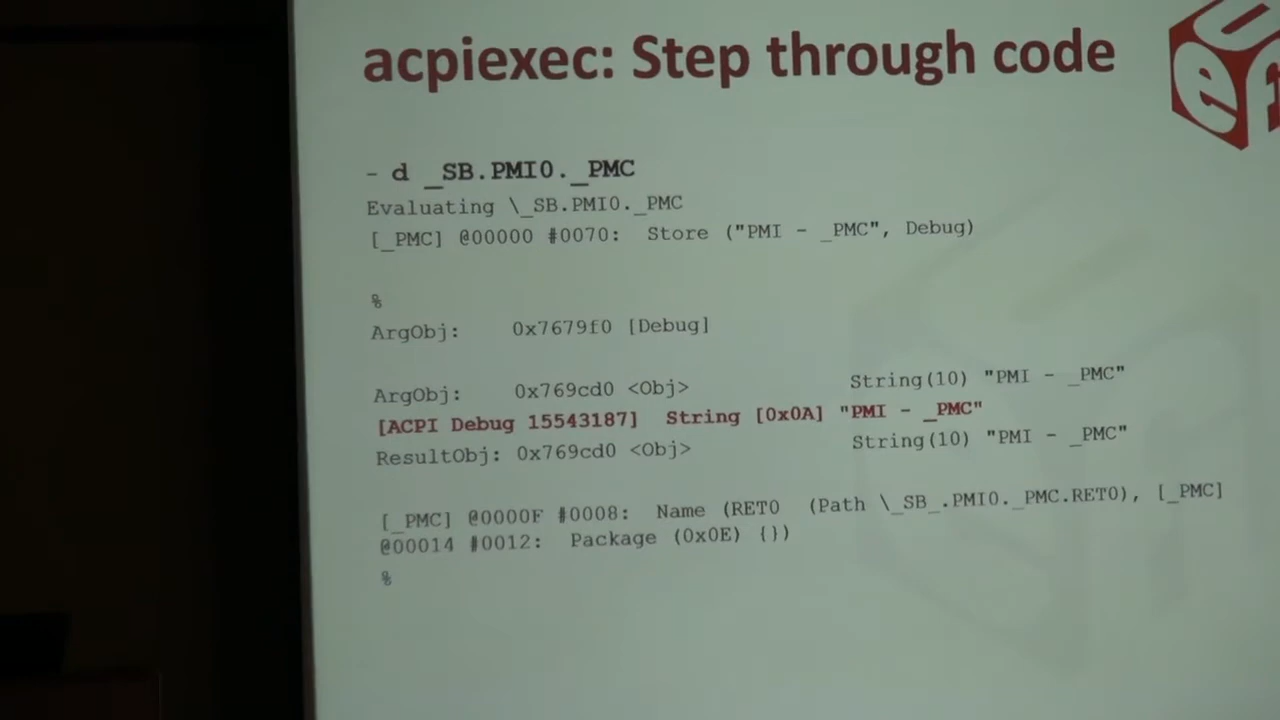 acpiexec: Step through code
- d _SB.PMI0._PMC
Evaluating \_SB.PMI0._PMC
[_PMC] @00000 #0070:  Store ("PMI - _PMC", Debug)
%
ArgObj:    0x7679f0 [Debug]
ArgObj:    0x769cd0 <Obj>    String(10) "PMI - _PMC"
[ACPI Debug 15543187]  String [0x0A] "PMI - _PMC"
ResultObj: 0x769cd0 <Obj>    String(10) "PMI - _PMC"
[_PMC] @0000F #0008:  Name (RET0  (Path \_SB_.PMI0._PMC.RET0), [_PMC]
@00014 #0012:  Package (0x0E) {})
%